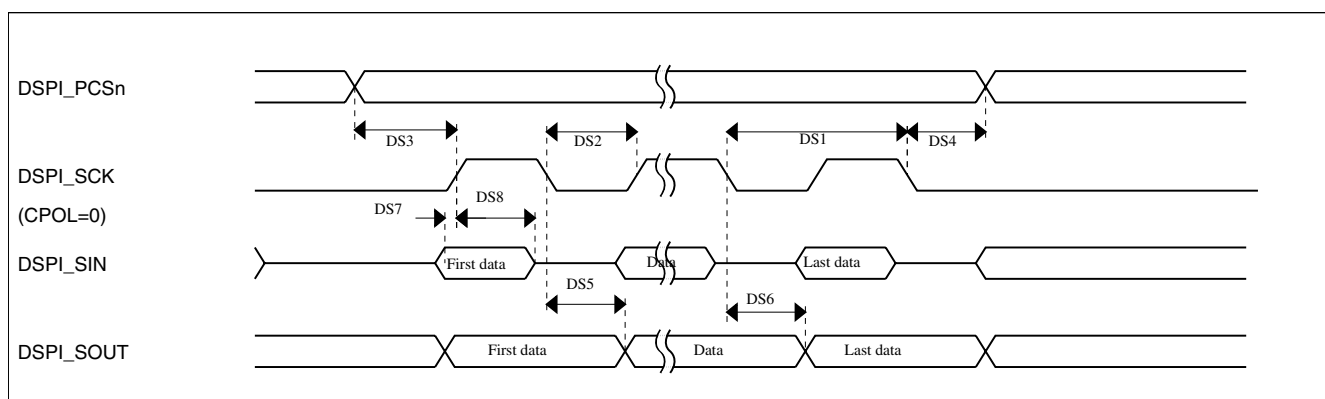 DSPI_PCSn
DS3
DS2
DS1
DS4
DSPI_SCK
(CPOL=0)
DS7
DS8
DSPI_SIN
First data
Data
Last data
DS5
DS6
DSPI_SOUT
First data
Data
Last data